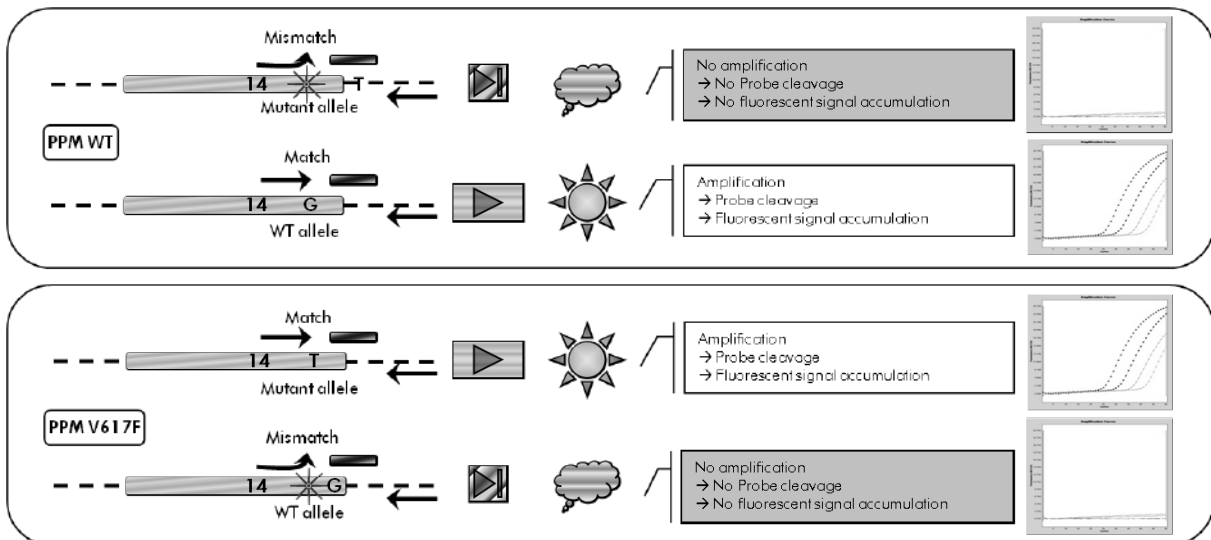 Mismatch
14
T
Mutant allele
No amplification
→ No Probe cleavage
→ No fluorescent signal accumulation
PPM WT
Match
14 G
WT allele
Amplification
→ Probe cleavage
→ Fluorescent signal accumulation
Match
14 T
Mutant allele
Amplification
→ Probe cleavage
→ Fluorescent signal accumulation
PPM V617F
Mismatch
14 G
WT allele
No amplification
→ No Probe cleavage
→ No fluorescent signal accumulation